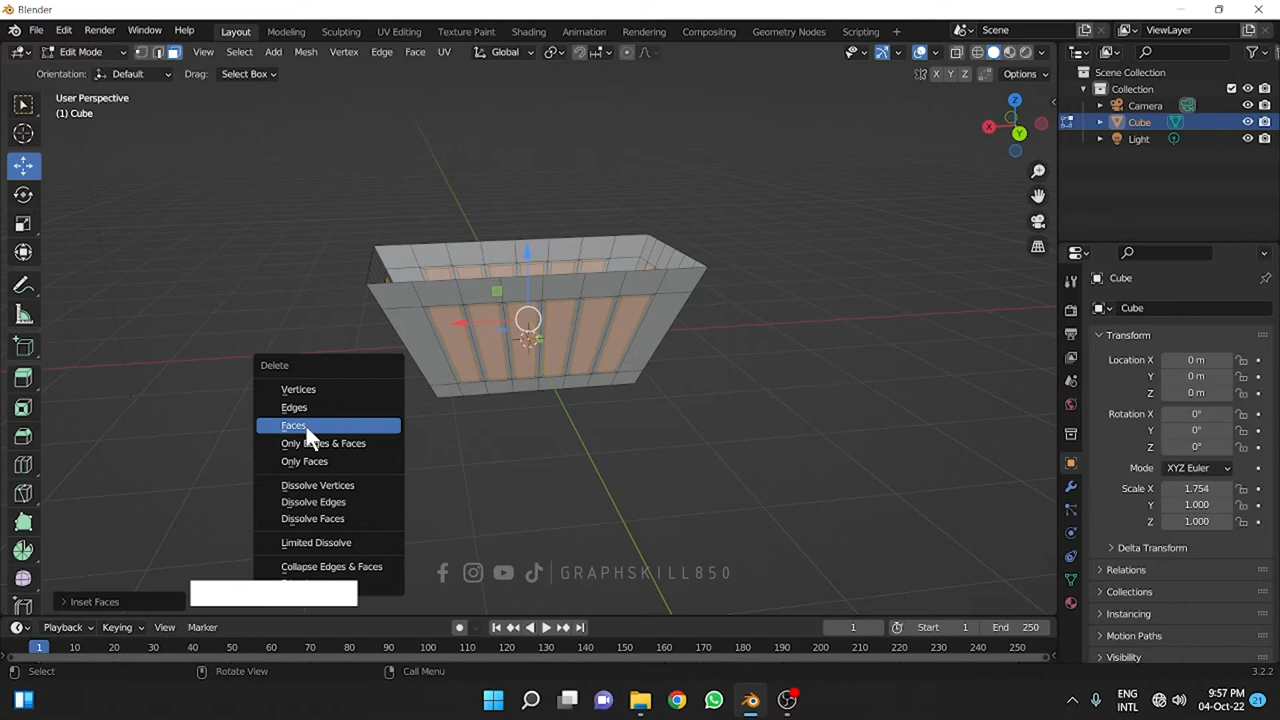 Blender
File Edit Render Window Help Layout Modeling Sculpting UV Editing Texture Paint Shading Animation Rendering Compositing Geometry Nodes Scripting + Scene ViewLayer
Edit Mode View Select Add Mesh Vertex Edge Face UV Global
Orientation: Default Drag: Select Box X Y Z Options
Scene Collection
Collection
Camera
Cube
Light
User Perspective
(1) Cube
X Y Z
Delete
Vertices
Edges
Faces
Only Edges & Faces
Only Faces
Dissolve Vertices
Dissolve Edges
Dissolve Faces
Limited Dissolve
Collapse Edges & Faces
Inset Faces
GRAPHSKILL850
Cube
Cube
Transform
Location X 0 m
Y 0 m
Z 0 m
Rotation X 0°
Y 0°
Z 0°
Mode XYZ Euler
Scale X 1.754
Y 1.000
Z 1.000
Delta Transform
Relations
Collections
Instancing
Motion Paths
Visibility
Playback Keying View Marker 1 Start 1 End 250
1 10 20 30 40 50 60 70 80 90 100 110 120 130 140 150 160 170 180 190 200 210 220 230 240 250
Select Rotate View Call Menu 3.2.2
ENG
INTL
9:57 PM
04-Oct-22
21